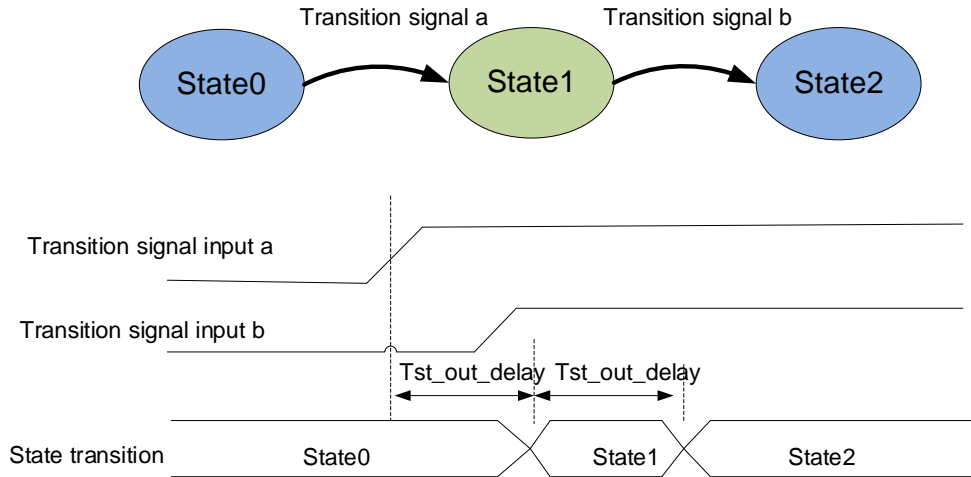 Transition signal a
Transition signal b
State0
State1
State2
Transition signal input a
Transition signal input b
Tst_out_delay
Tst_out_delay
State transition
State0
State1
State2